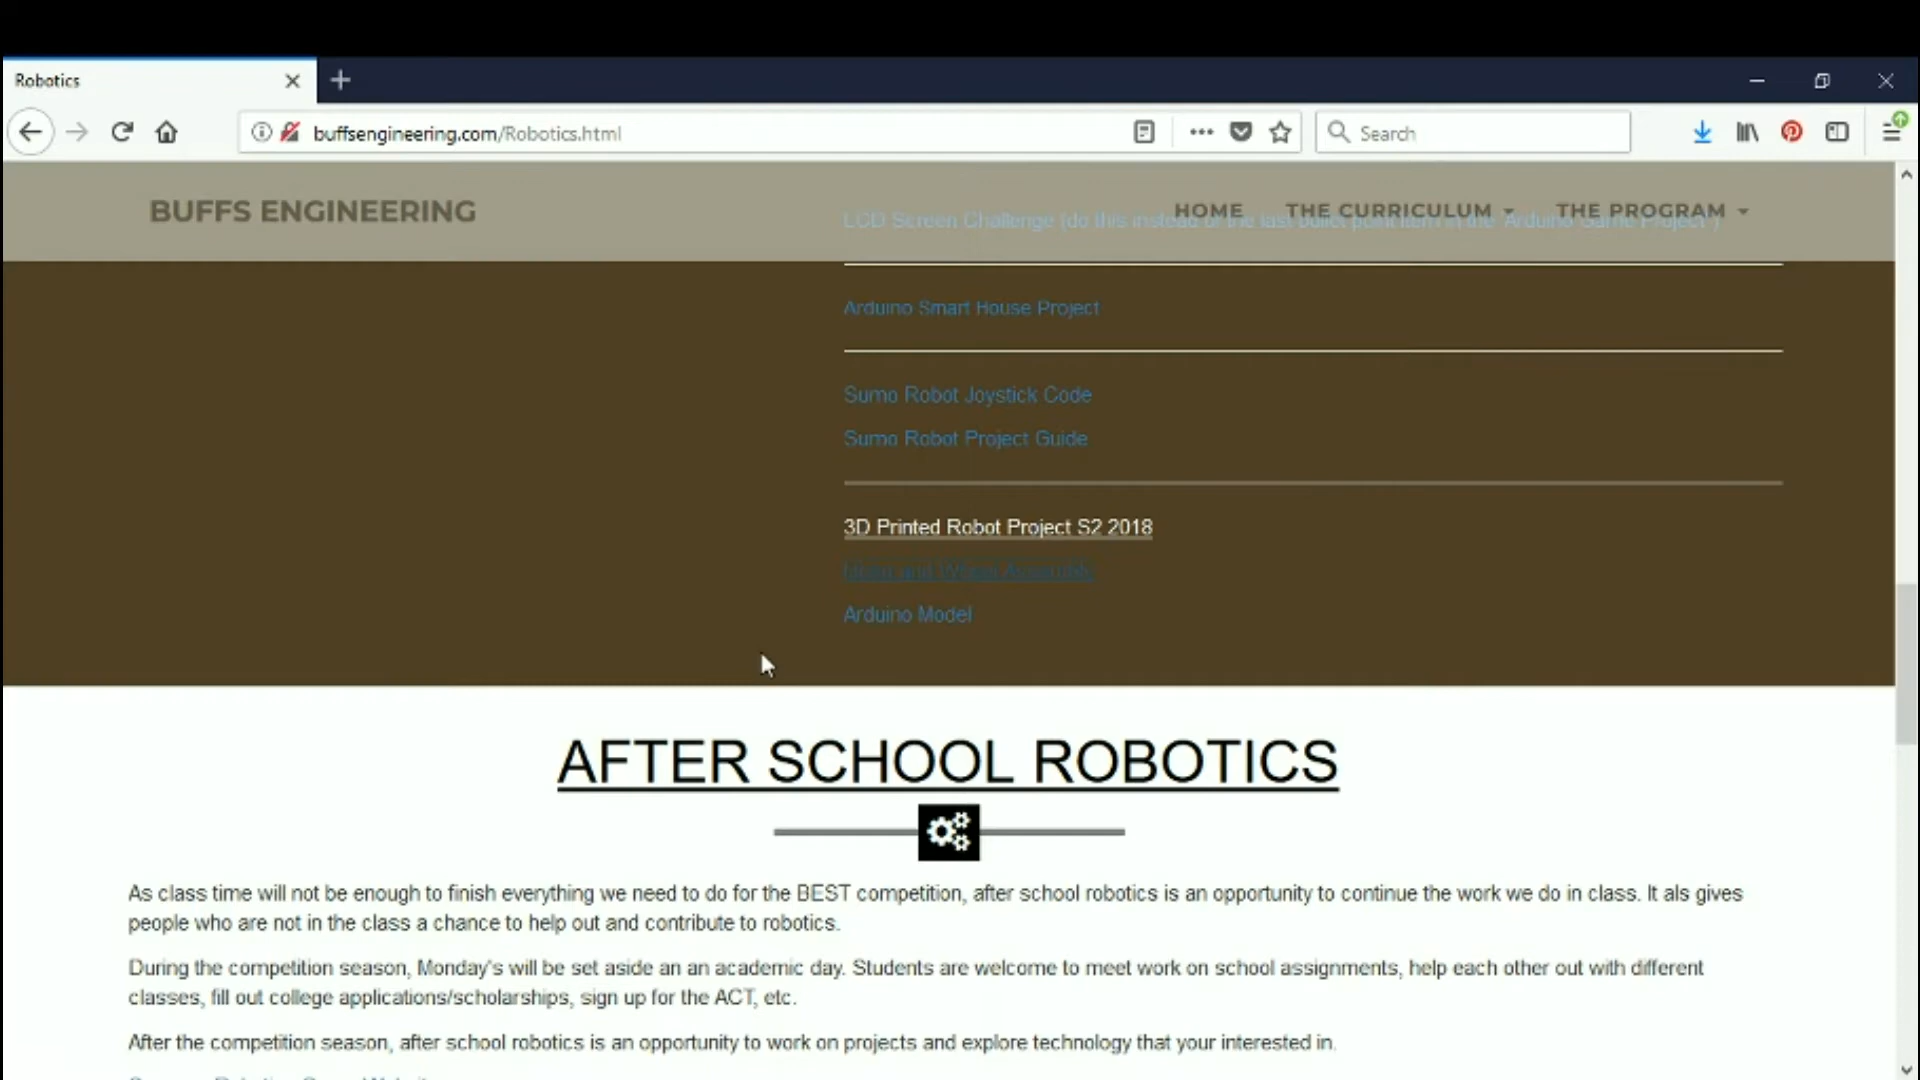 Robotics
buffsengineering.com/Robotics.html
Search
BUFFS ENGINEERING
HOME THE CURRICULUM THE PROGRAM
LCD Screen Challenge (do this instead of the last bullet point item in the "Arduino Game Project")
Arduino Smart House Project
Sumo Robot Joystick Code
Sumo Robot Project Guide
3D Printed Robot Project S2 2018
and Wheel Assembly
Arduino Model
AFTER SCHOOL ROBOTICS
As class time will not be enough to finish everything we need to do for the BEST competition, after school robotics is an opportunity to continue the work we do in class. It als gives
people who are not in the class a chance to help out and contribute to robotics.
During the competition season, Monday's will be set aside an an academic day. Students are welcome to meet work on school assignments, help each other out with different
classes, fill out college applications/scholarships, sign up for the ACT, etc.
After the competition season, after school robotics is an opportunity to work on projects and explore technology that your interested in.